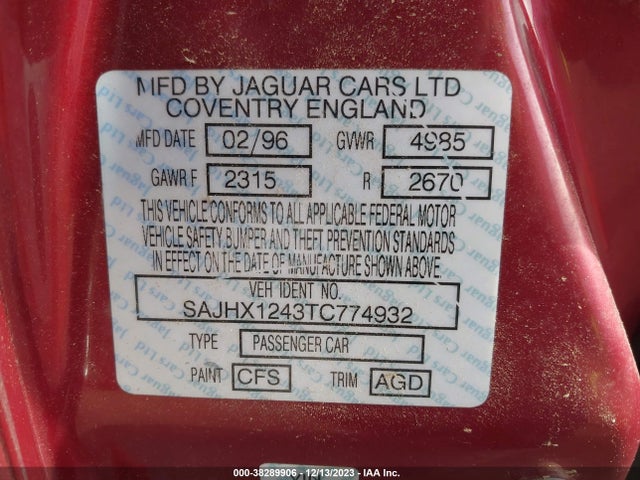 MFD BY JAGUAR CARS LTD
COVENTRY ENGLAND
MFD DATE 02/96 GVWR 4985
GAWR F 2315 R 2670
THIS VEHICLE CONFORMS TO ALL APPLICABLE FEDERAL MOTOR
VEHICLE SAFETY,BUMPER AND THEFT PREVENTION STANDARDS
IN EFFECT ON THE DATE OF MANUFACTURE SHOWN ABOVE.
VEH IDENT NO.
SAJHX1243TC774932
TYPE PASSENGER CAR
PAINT CFS TRIM AGD
000-38289906 - 12/13/2023 - IAA Inc.